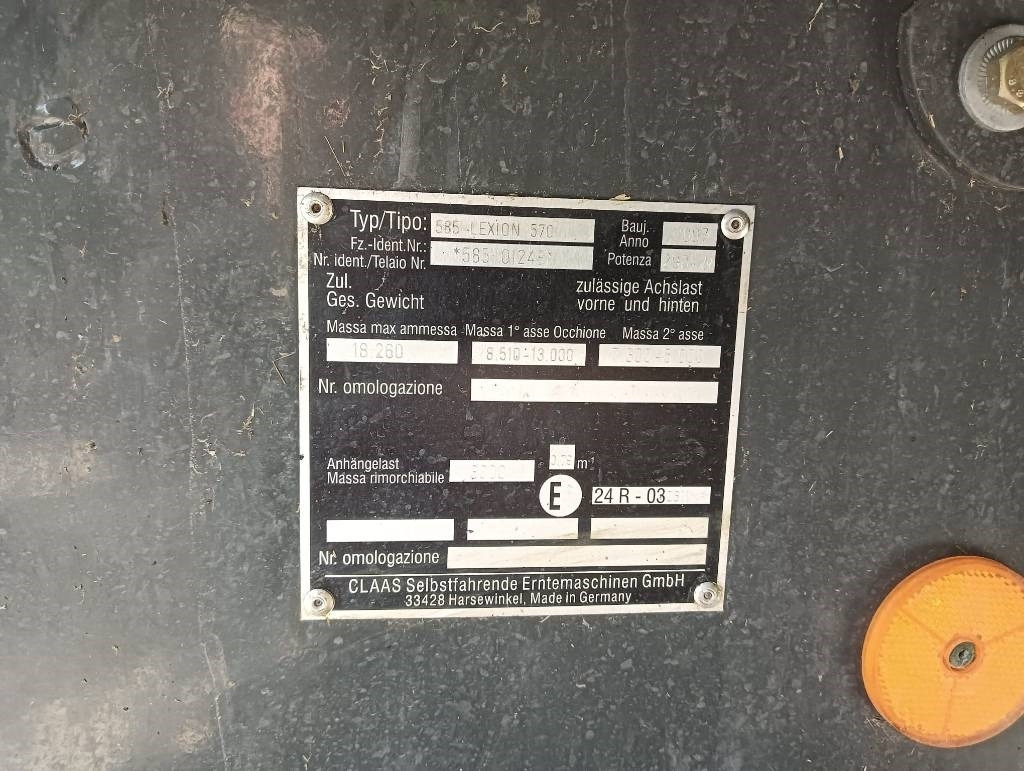 Typ/Tipo: 585 LEXION 570 Bauj. Anno
Fz.-Ident.Nr.:
Nr. ident./Telaio Nr. Potenza
Zul. zulässige Achslast
Ges. Gewicht vorne und hinten
Massa max ammessa Massa 1° asse Occhione Massa 2° asse
18.260 8.510-13.000
Nr. omologazione
Anhängelast 0.79 m⁻¹
Massa rimorchiabile
E 24 R - 03
Nr. omologazione
CLAAS Selbstfahrende Erntemaschinen GmbH
33428 Harsewinkel, Made in Germany